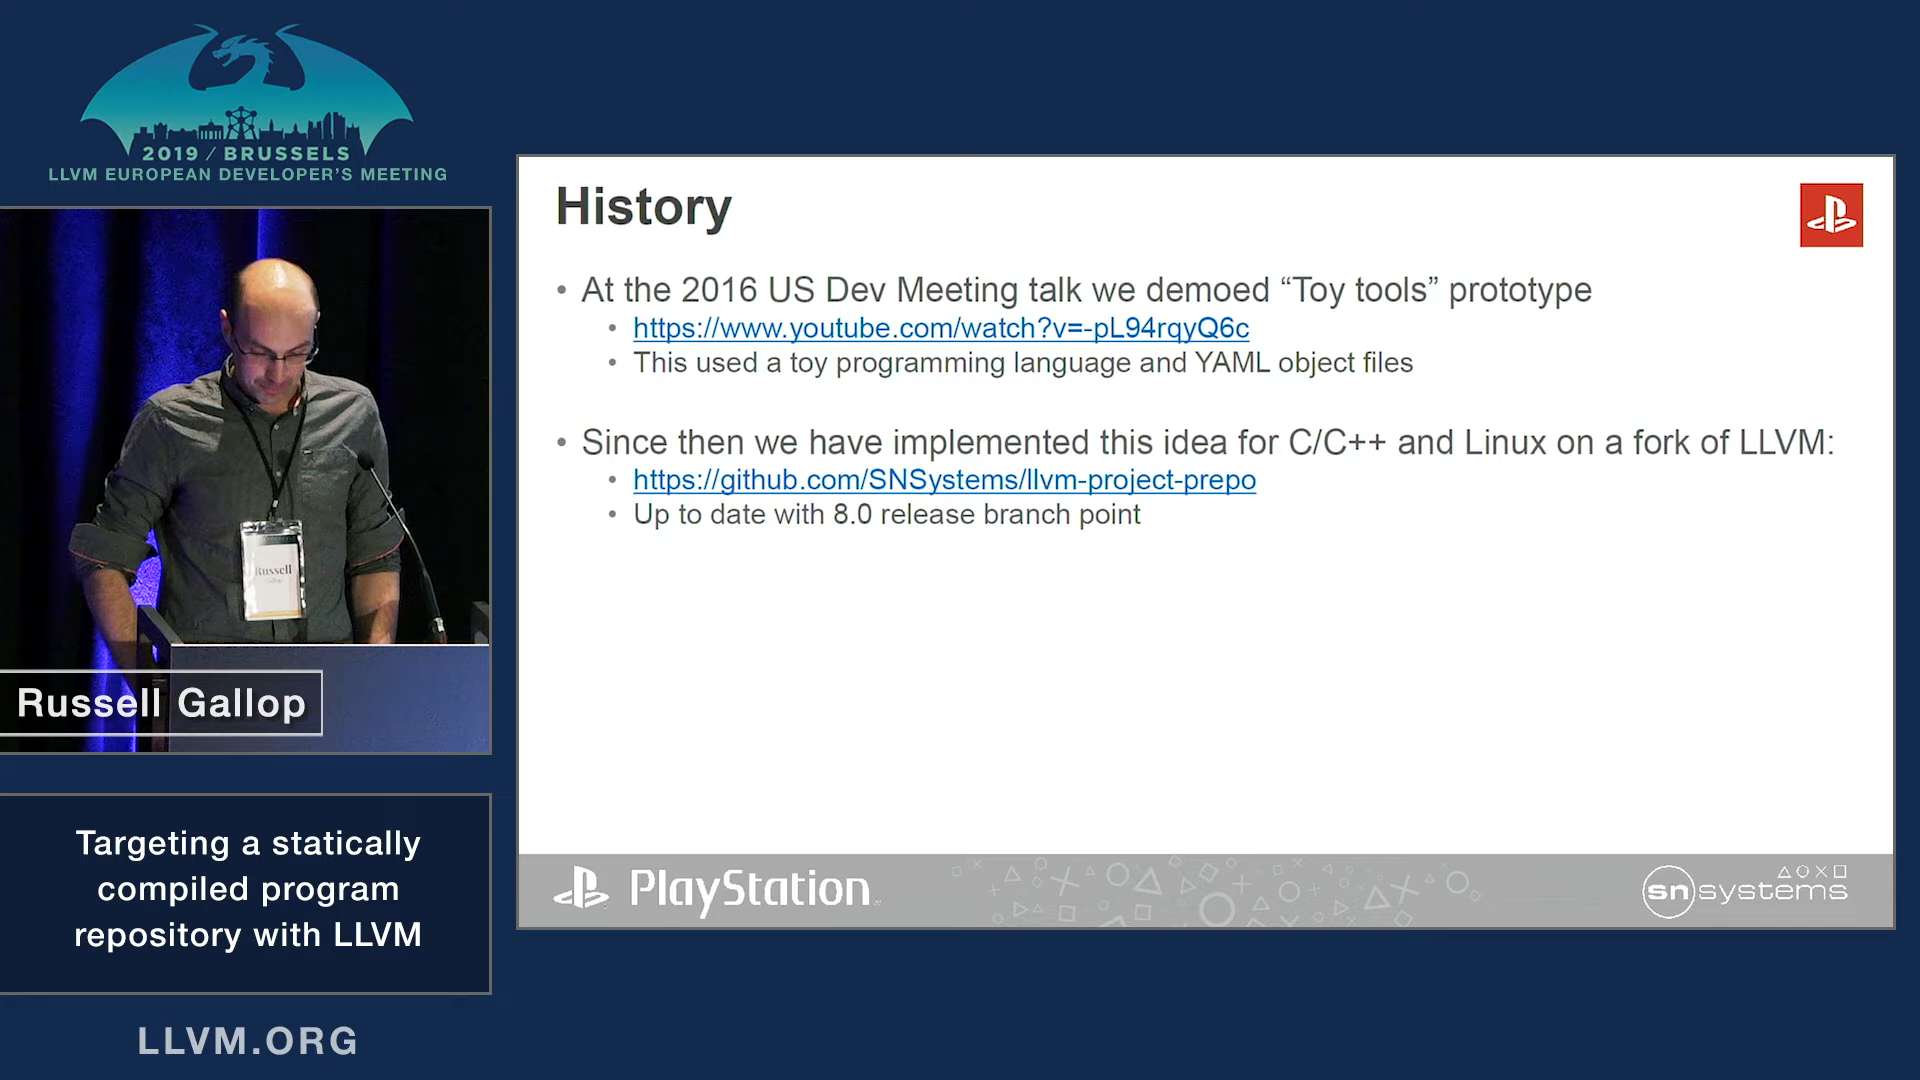 2019 / BRUSSELS
LLVM EUROPEAN DEVELOPER'S MEETING
Russell
Gallop
Russell Gallop
Targeting a statically
compiled program
repository with LLVM
LLVM.ORG
History
• At the 2016 US Dev Meeting talk we demoed “Toy tools” prototype
• https://www.youtube.com/watch?v=-pL94rqyQ6c
• This used a toy programming language and YAML object files
• Since then we have implemented this idea for C/C++ and Linux on a fork of LLVM:
• https://github.com/SNSystems/llvm-project-prepo
• Up to date with 8.0 release branch point
PlayStation
sn systems